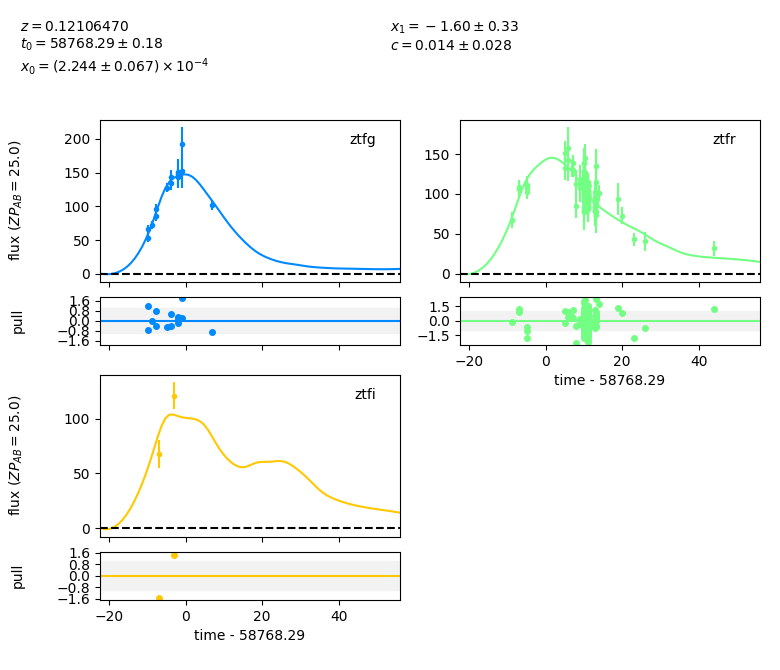 z = 0.12106470
t₀ = 58768.29 ± 0.18
x₀ = (2.244 ± 0.067) × 10⁻⁴
x₁ = −1.60 ± 0.33
c = 0.014 ± 0.028
flux (ZP_AB = 25.0)
200
150
100
50
0
ztfg
150
100
50
0
ztfr
pull
1.6
0.8
0.0
−0.8
−1.6
1.5
0.0
−1.5
−20 0 20 40
time - 58768.29
flux (ZP_AB = 25.0)
100
50
0
ztfi
pull
1.6
0.8
0.0
−0.8
−1.6
−20 0 20 40
time - 58768.29